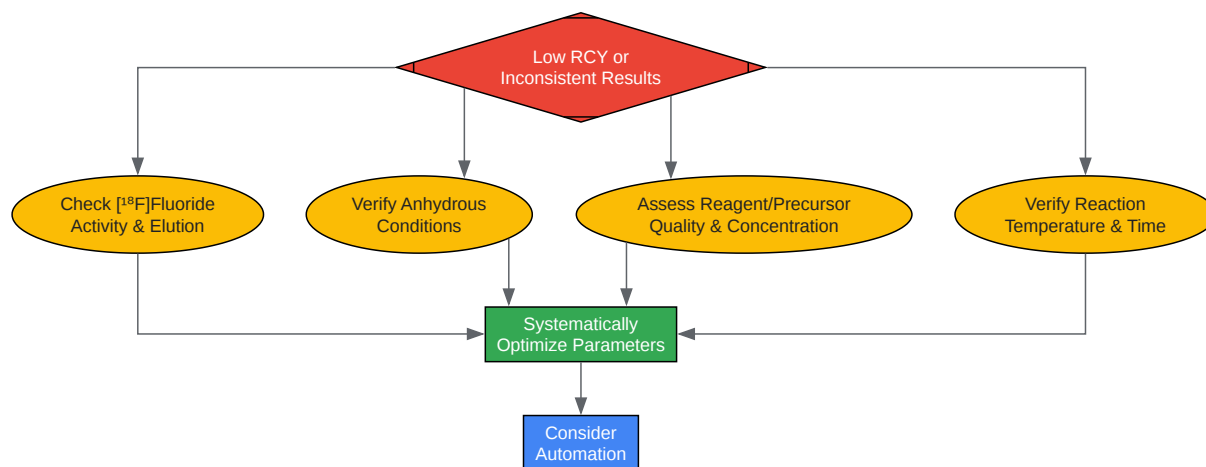 Low RCY or
Inconsistent Results
Check [¹⁸F]Fluoride
Activity & Elution
Verify Anhydrous
Conditions
Assess Reagent/Precursor
Quality & Concentration
Verify Reaction
Temperature & Time
Systematically
Optimize Parameters
Consider
Automation